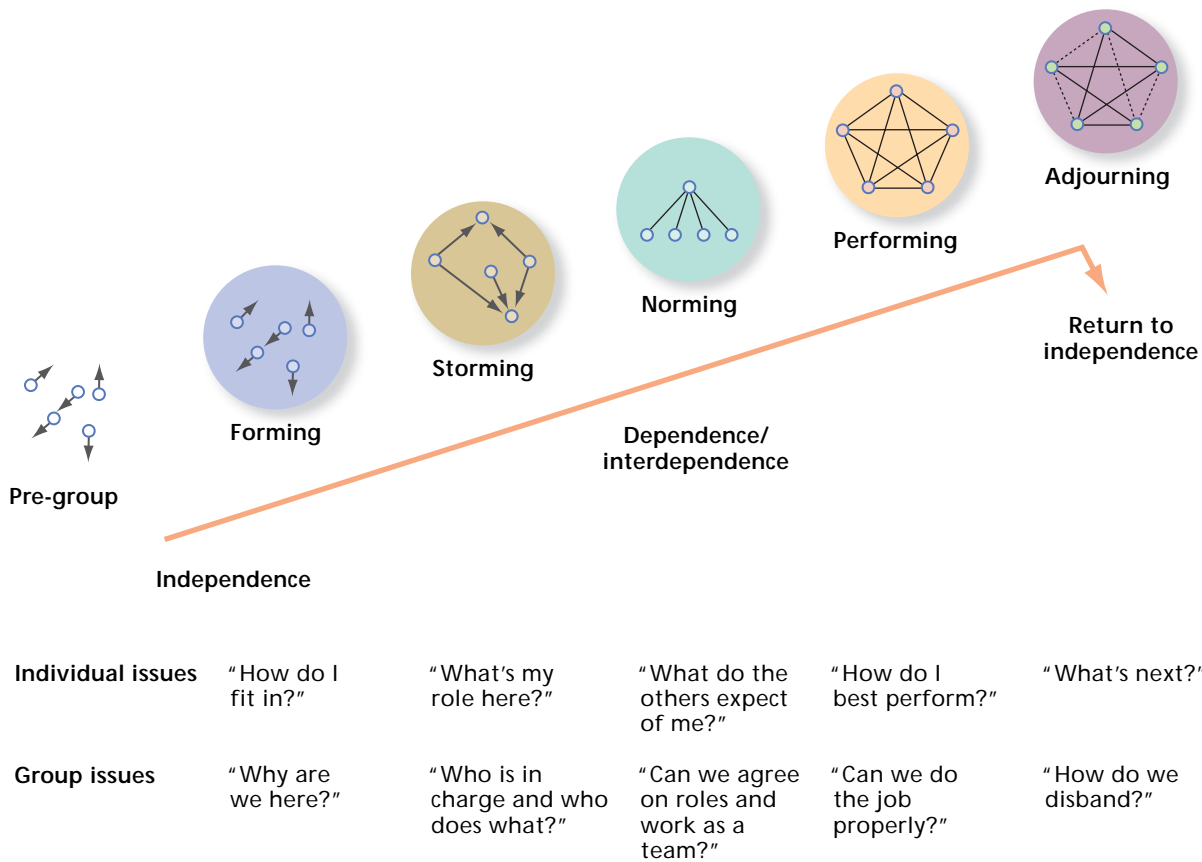 Adjourning
Performing
Norming
Storming
Forming
Pre-group
Return to
independence
Dependence/
interdependence
Independence
Individual issues
“How do I
fit in?”
“What’s my
role here?”
“What do the
others expect
of me?”
“How do I
best perform?”
“What’s next?”
Group issues
“Why are
we here?”
“Who is in
charge and who
does what?”
“Can we agree
on roles and
work as a
team?”
“Can we do
the job
properly?”
“How do we
disband?”